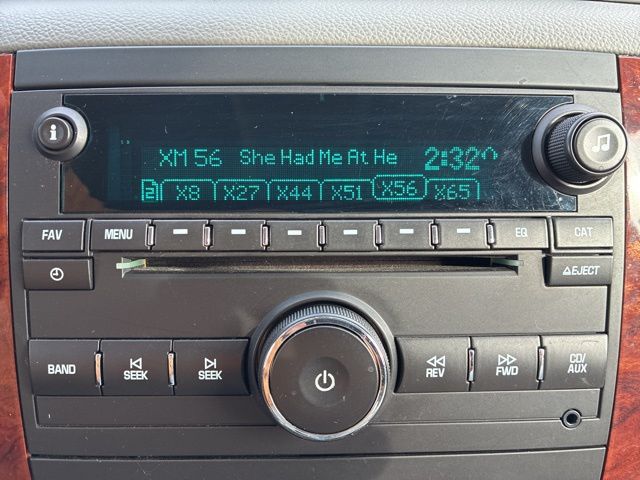 XM 56 She Had Me At He 2:32
2 X8 X27 X44 X51 X56 X65
FAV MENU EQ CAT
EJECT
BAND SEEK SEEK REV FWD CD/AUX